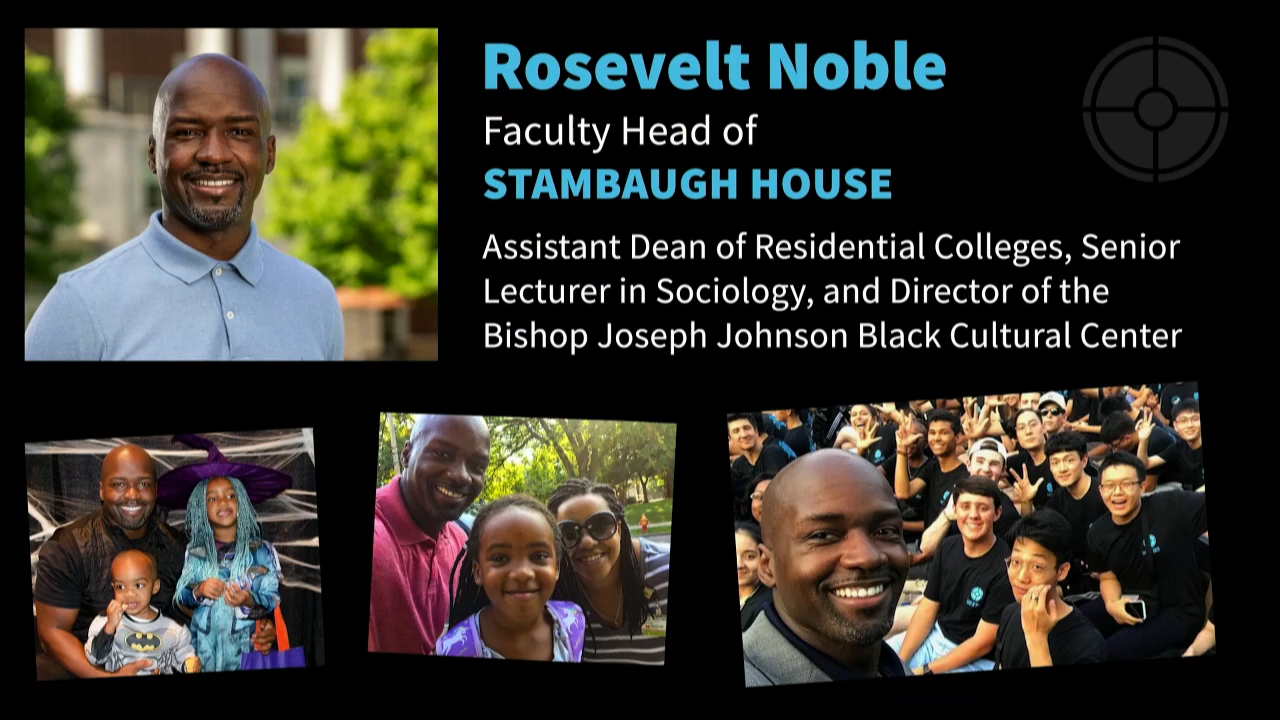 Rosevelt Noble
Faculty Head of
STAMBAUGH HOUSE
Assistant Dean of Residential Colleges, Senior
Lecturer in Sociology, and Director of the
Bishop Joseph Johnson Black Cultural Center